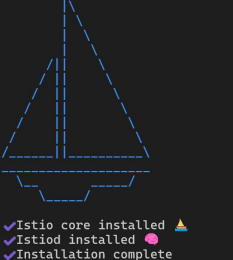 ✔Istio core installed ⛵
✔Istiod installed 🧠
✔Installation complete